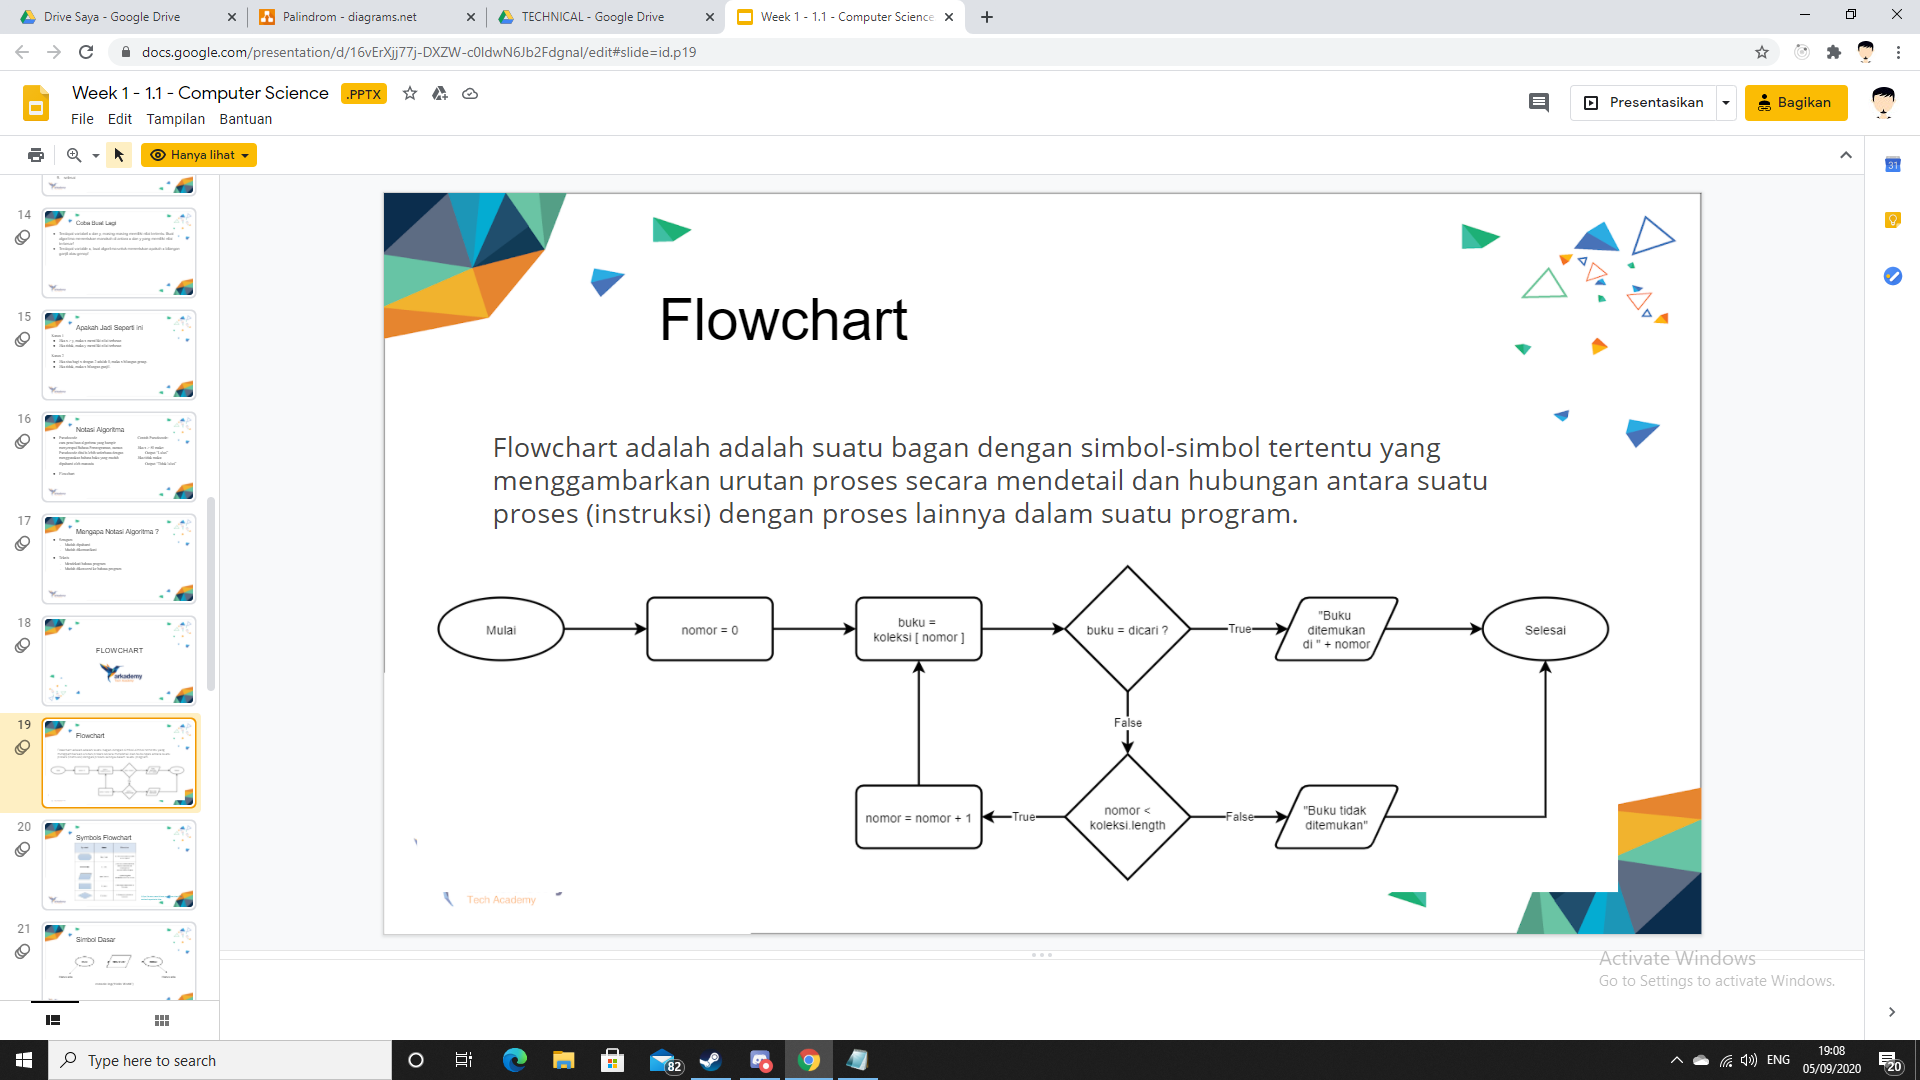 Drive Saya - Google Drive
Palindrom - diagrams.net
TECHNICAL - Google Drive
Week 1 - 1.1 - Computer Science
docs.google.com/presentation/d/16vErXjj77j-DXZW-c0ldwN6Jb2Fdgnal/edit#slide=id.p19
Week 1 - 1.1 - Computer Science
.PPTX
File Edit Tampilan Bantuan
Presentasikan
Bagikan
Hanya lihat
14
Coba Buat Lagi
15
Apakah Jadi Seperti ini
16
Notasi Algoritma
17
Mengapa Notasi Algoritma ?
18
FLOWCHART
arkademy
19
Flowchart
20
Symbols Flowchart
21
Simbol Dasar
Flowchart
Flowchart adalah adalah suatu bagan dengan simbol-simbol tertentu yang
menggambarkan urutan proses secara mendetail dan hubungan antara suatu
proses (instruksi) dengan proses lainnya dalam suatu program.
Mulai
nomor = 0
buku =
koleksi [ nomor ]
buku = dicari ?
True
"Buku
ditemukan
di " + nomor
Selesai
False
nomor = nomor + 1
True
nomor <
koleksi.length
False
"Buku tidak
ditemukan"
Tech Academy
Activate Windows
Go to Settings to activate Windows.
Type here to search
82
ENG
19:08
05/09/2020
20
31